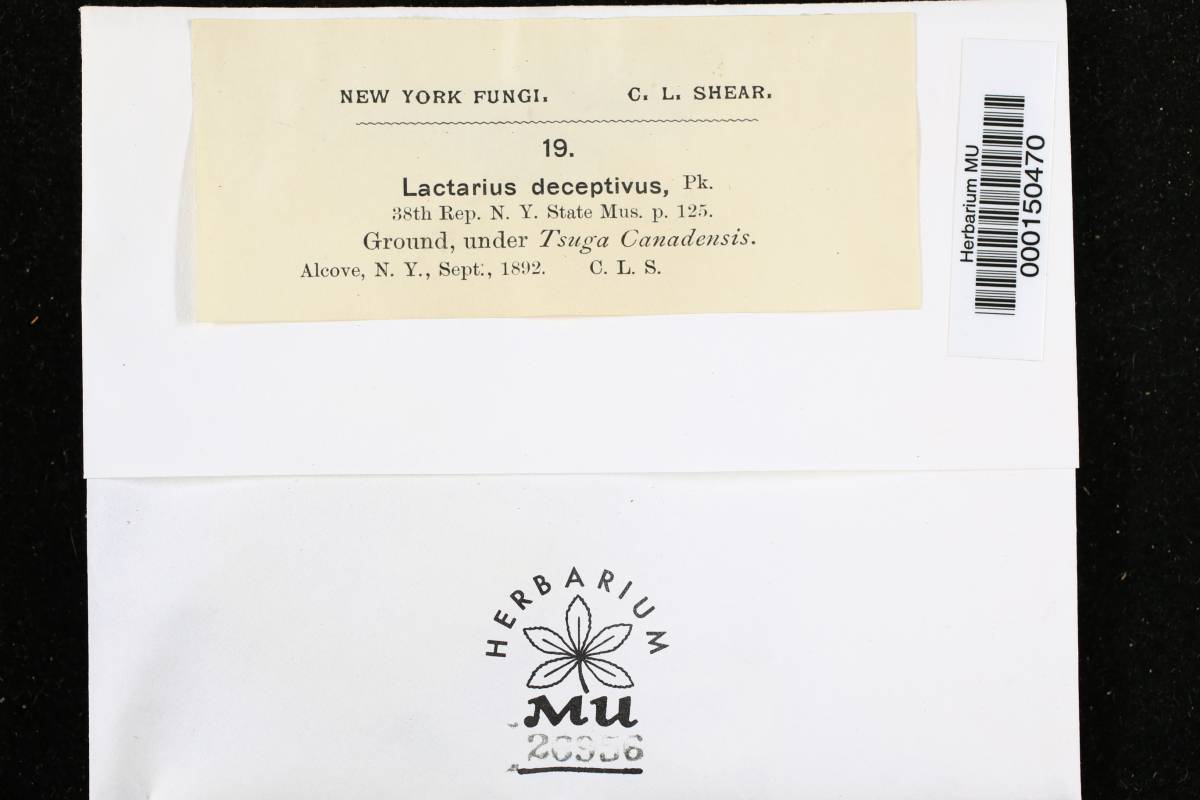 NEW YORK FUNGI. C. L. SHEAR.
19.
Lactarius deceptivus, Pk.
38th Rep. N. Y. State Mus. p. 125.
Ground, under Tsuga Canadensis.
Alcove, N. Y., Sept., 1892. C. L. S.
Herbarium MU
000150470
HERBARIUM
MU